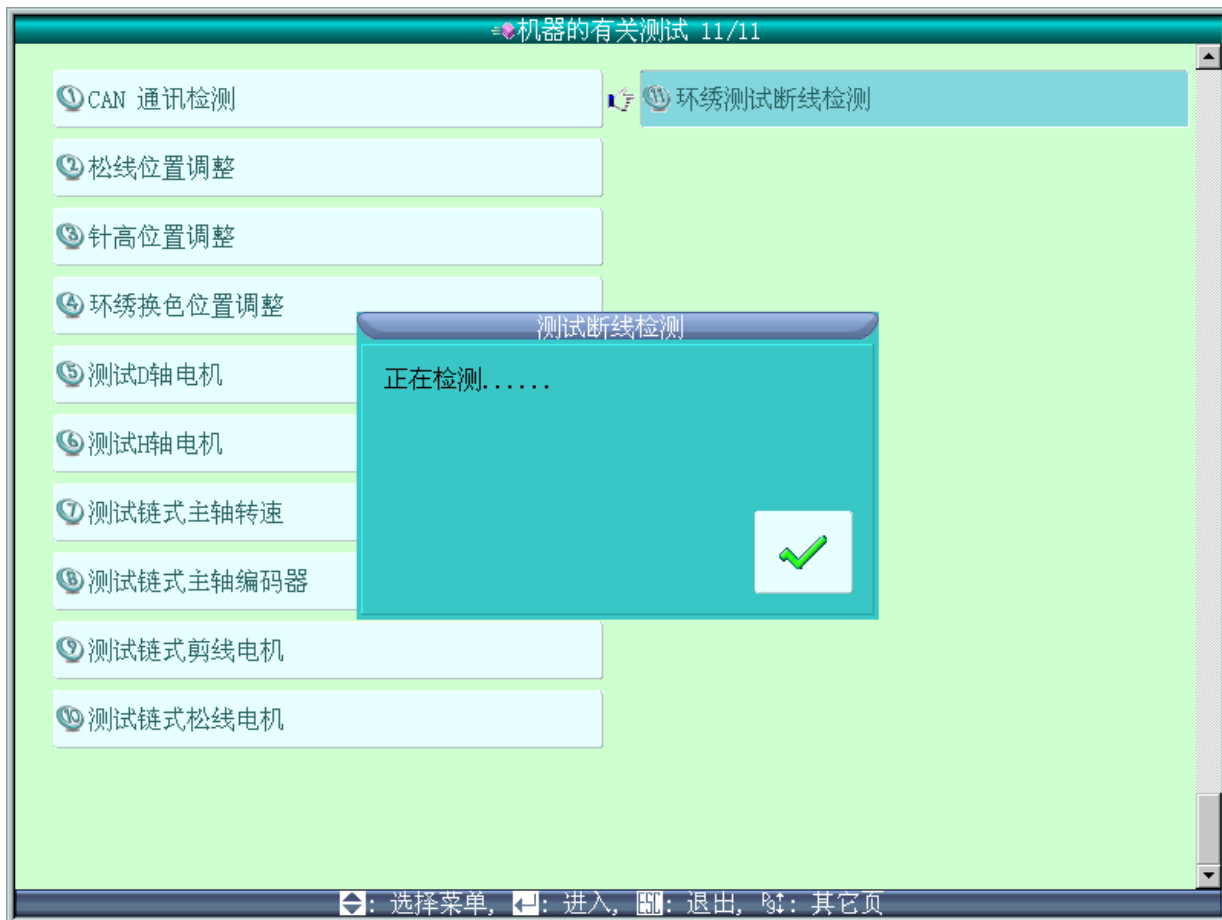 机器的有关测试 11/11
①CAN 通讯检测
②松线位置调整
③针高位置调整
④环绣换色位置调整
⑤测试D轴电机
⑥测试H轴电机
⑦测试链式主轴转速
⑧测试链式主轴编码器
⑨测试链式剪线电机
⑩测试链式松线电机
⑪环绣测试断线检测
测试断线检测
正在检测......
: 选择菜单, : 进入, ESC: 退出, : 其它页